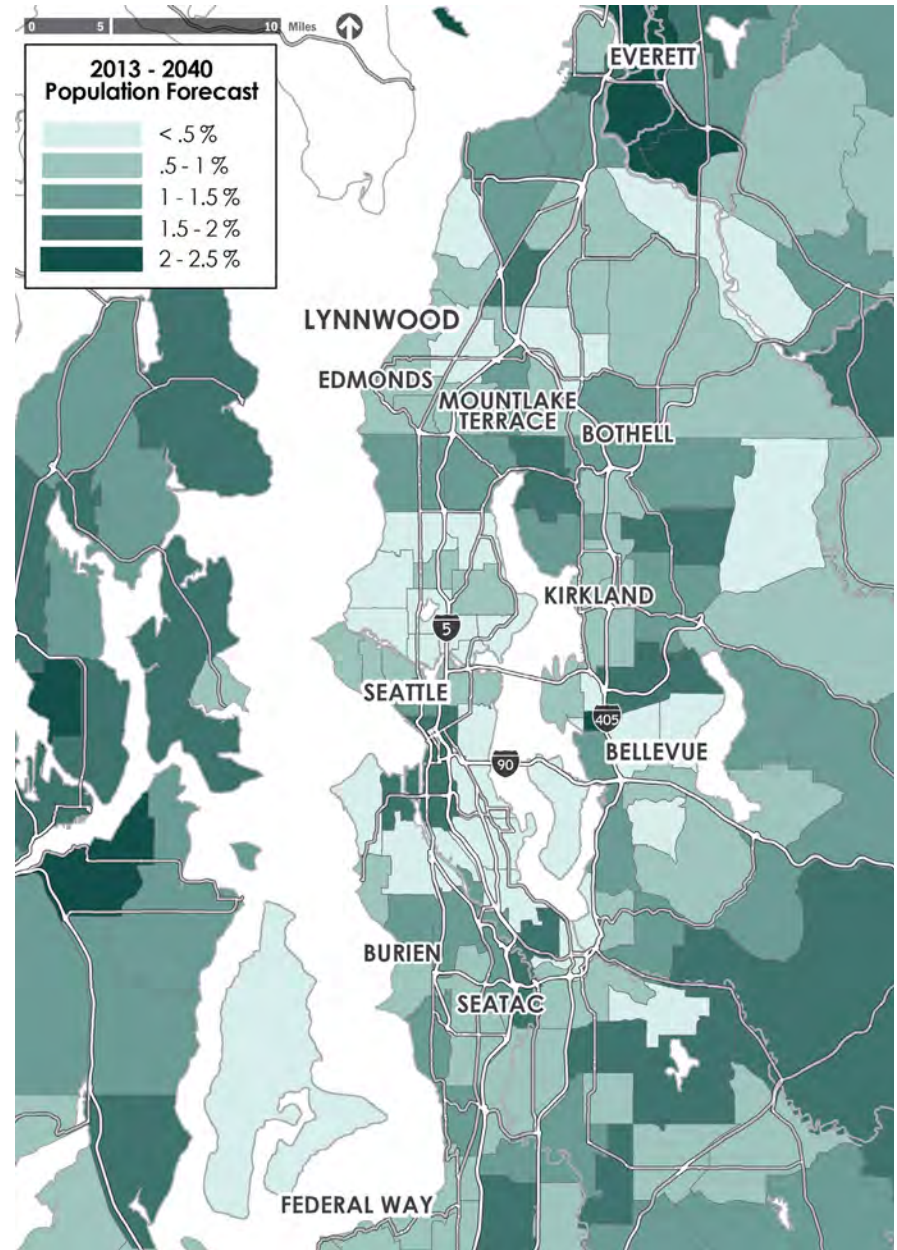 0 5 10 Miles
2013 - 2040
Population Forecast
< .5 %
.5 - 1 %
1 - 1.5 %
1.5 - 2 %
2 - 2.5 %
EVERETT
LYNNWOOD
EDMONDS
MOUNTLAKE
TERRACE
BOTHELL
KIRKLAND
5
SEATTLE
405
BELLEVUE
90
BURIEN
SEATAC
FEDERAL WAY